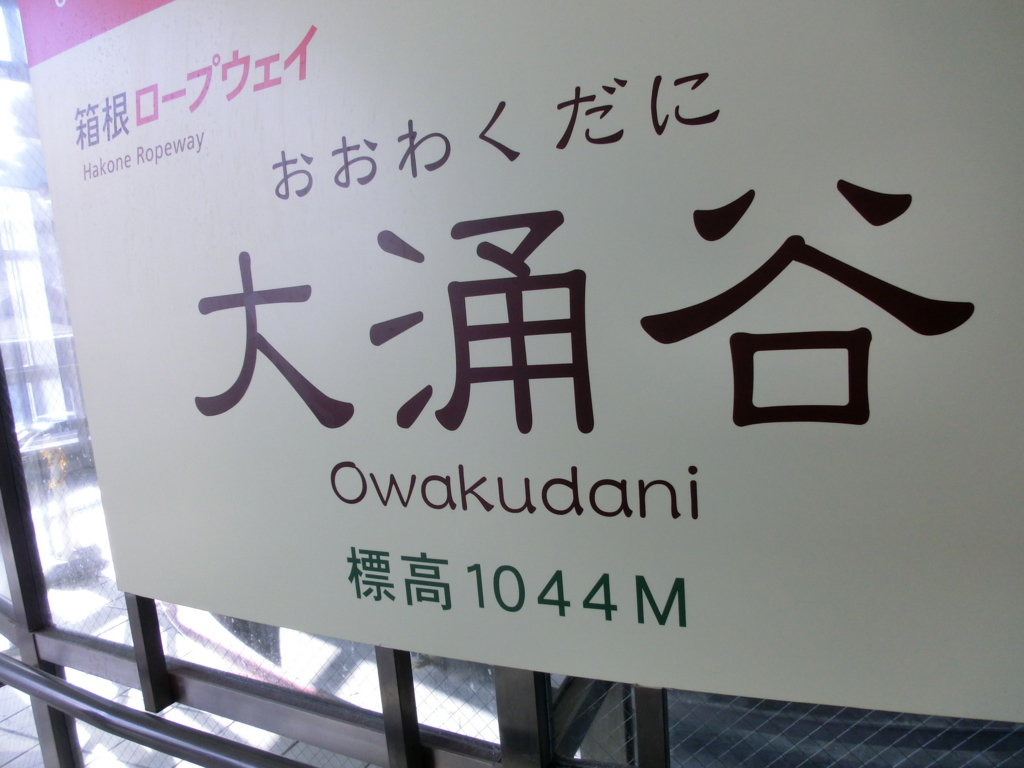 箱根ロープウェイ
Hakone Ropeway
おおわくだに
大涌谷
Owakudani
標高1044M